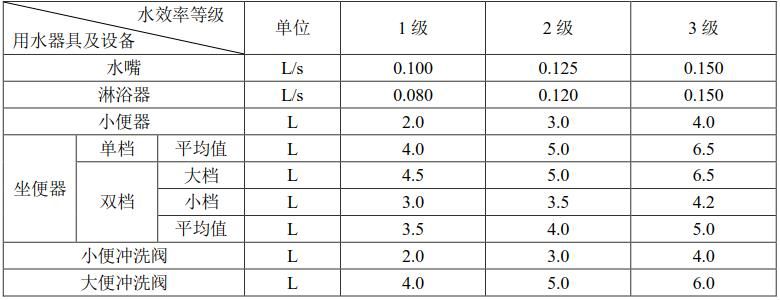 水效率等级
用水器具及设备
单位 1 级 2 级 3 级
水嘴 L/s 0.100 0.125 0.150
淋浴器 L/s 0.080 0.120 0.150
小便器 L 2.0 3.0 4.0
坐便器 单档 平均值 L 4.0 5.0 6.5
双档 大档 L 4.5 5.0 6.5
小档 L 3.0 3.5 4.2
平均值 L 3.5 4.0 5.0
小便冲洗阀 L 2.0 3.0 4.0
大便冲洗阀 L 4.0 5.0 6.0